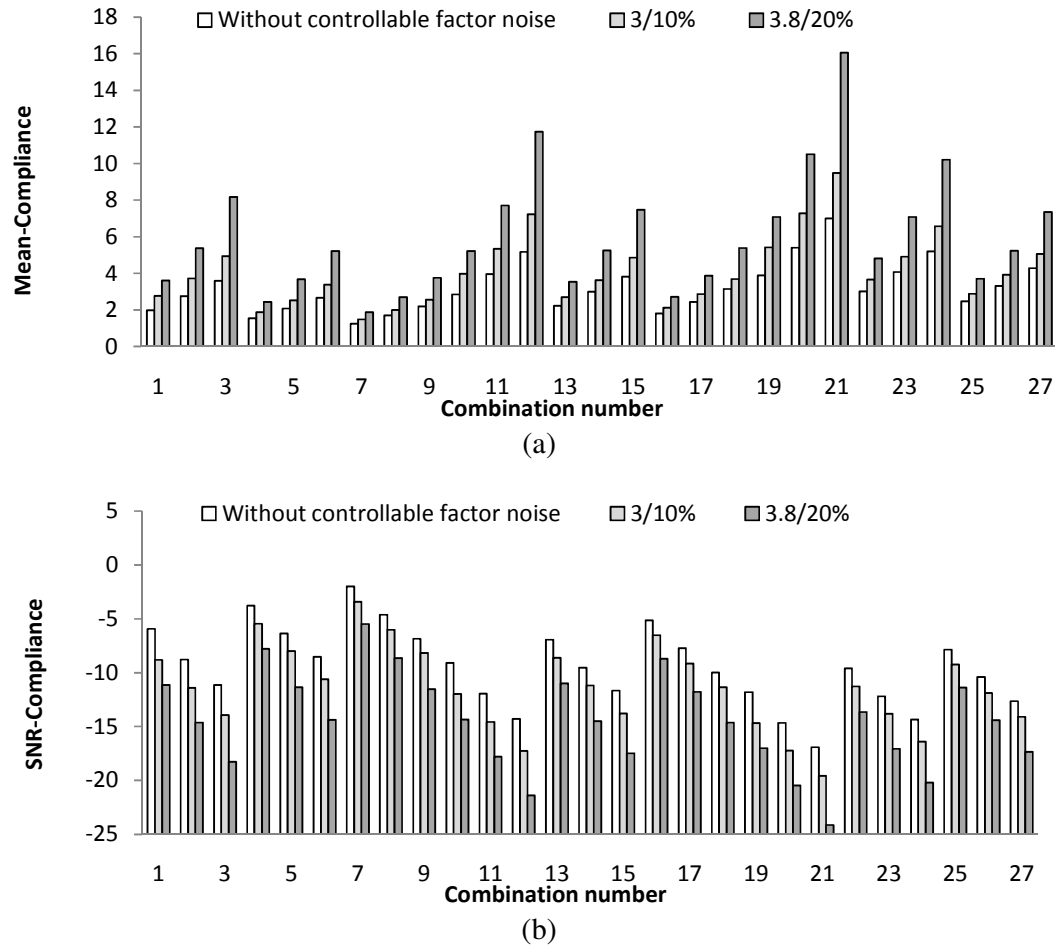 Without controllable factor noise 3/10% 3.8/20%
18
16
14
12
10
8
6
4
2
0
Mean-Compliance
1 3 5 7 9 11 13 15 17 19 21 23 25 27
Combination number
(a)
Without controllable factor noise 3/10% 3.8/20%
5
0
-5
-10
-15
-20
-25
SNR-Compliance
1 3 5 7 9 11 13 15 17 19 21 23 25 27
Combination number
(b)